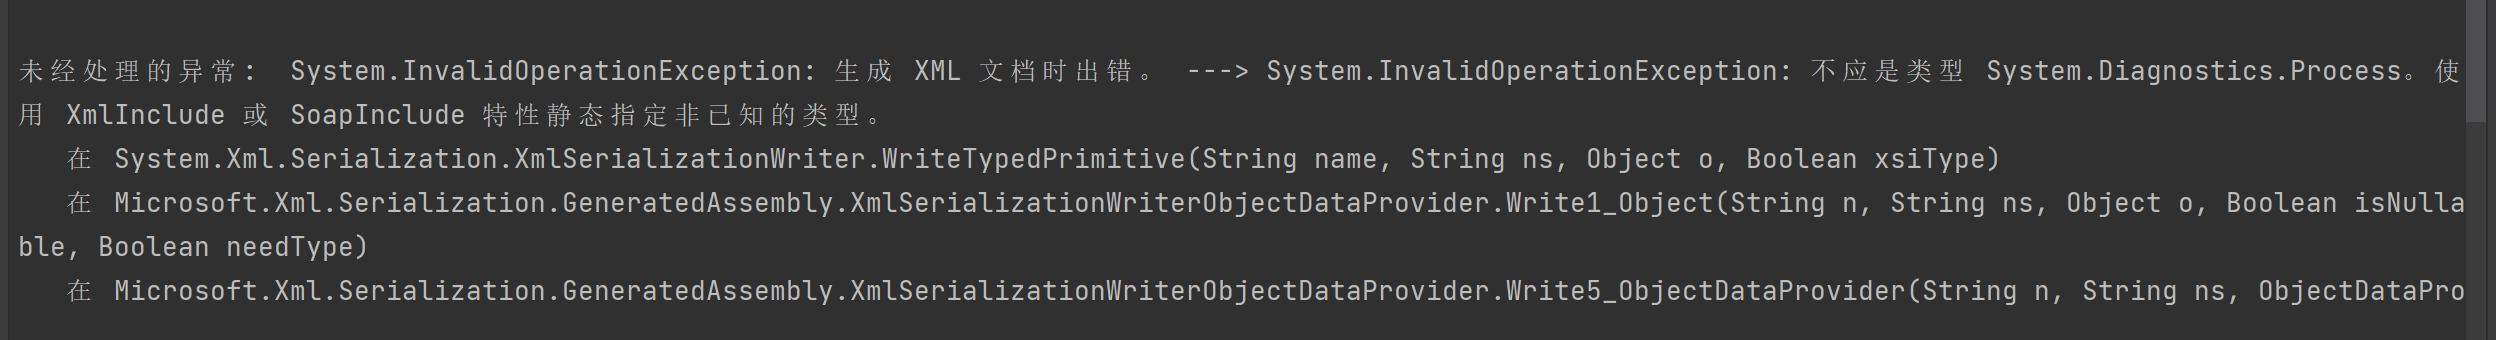 未经处理的异常: System.InvalidOperationException: 生成 XML 文档时出错。 ---> System.InvalidOperationException: 不应是类型 System.Diagnostics.Process。使
用 XmlInclude 或 SoapInclude 特性静态指定非已知的类型。
   在 System.Xml.Serialization.XmlSerializationWriter.WriteTypedPrimitive(String name, String ns, Object o, Boolean xsiType)
   在 Microsoft.Xml.Serialization.GeneratedAssembly.XmlSerializationWriterObjectDataProvider.Write1_Object(String n, String ns, Object o, Boolean isNulla
ble, Boolean needType)
   在 Microsoft.Xml.Serialization.GeneratedAssembly.XmlSerializationWriterObjectDataProvider.Write5_ObjectDataProvider(String n, String ns, ObjectDataPro